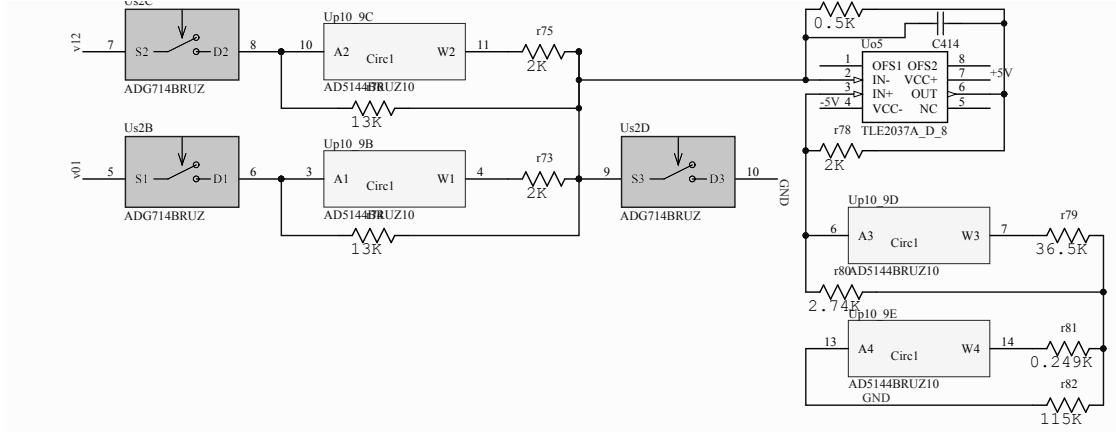 Us2C
v12
7
S2
D2
8
ADG714BRUZ
Up10_9C
10
A2
Circ1
W2
11
AD5144BRUZ10
13K
r75
2K
Us2B
v01
5
S1
D1
6
ADG714BRUZ
Up10_9B
3
A1
Circ1
W1
4
AD5144BRUZ10
13K
r73
2K
Us2D
9
S3
D3
10
GND
ADG714BRUZ
0.5K
C414
Uo5
1
OFS1
OFS2
8
2
IN-
VCC+
7
+5V
3
IN+
OUT
6
-5V
4
VCC-
NC
5
TLE2037A_D_8
r78
2K
Up10_9D
6
A3
Circ1
W3
7
r79
36.5K
r80
AD5144BRUZ10
2.74K
Up10_9E
13
A4
Circ1
W4
14
r81
0.249K
AD5144BRUZ10
GND
r82
115K